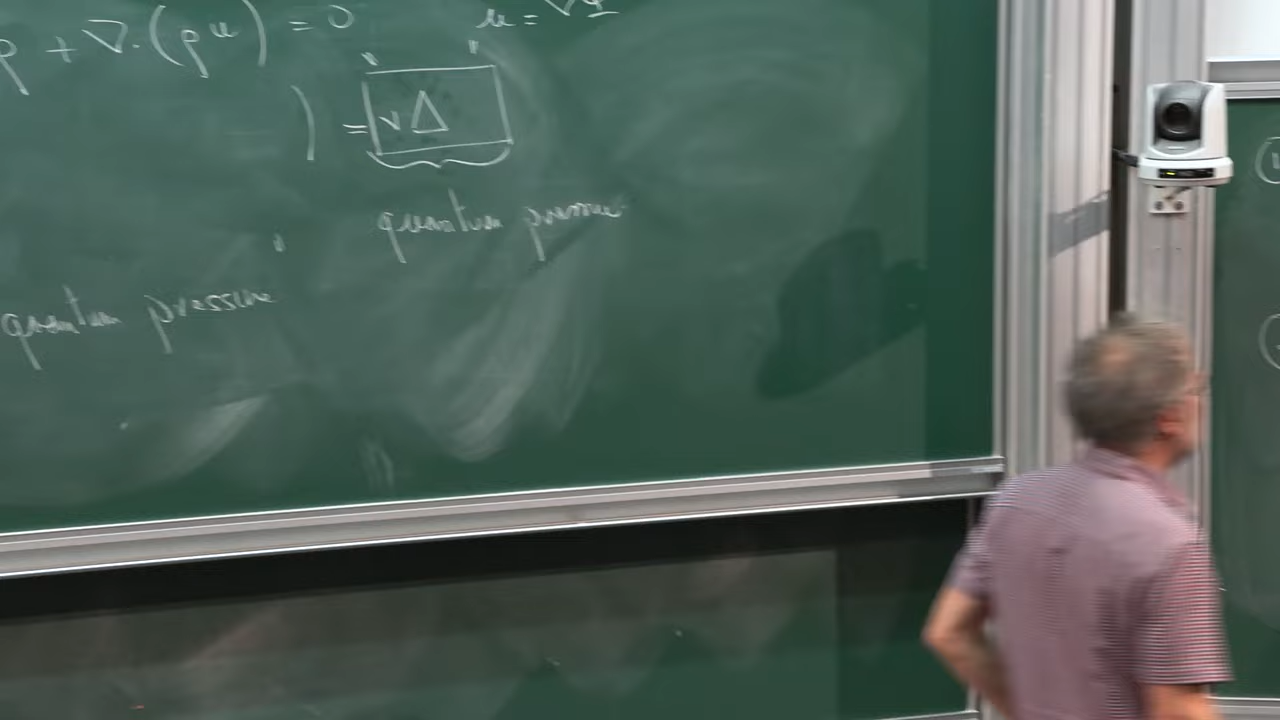 ρ + ∇·(ρu) = 0 u =
) = ν Δ
quantum pressure
quantum pressure